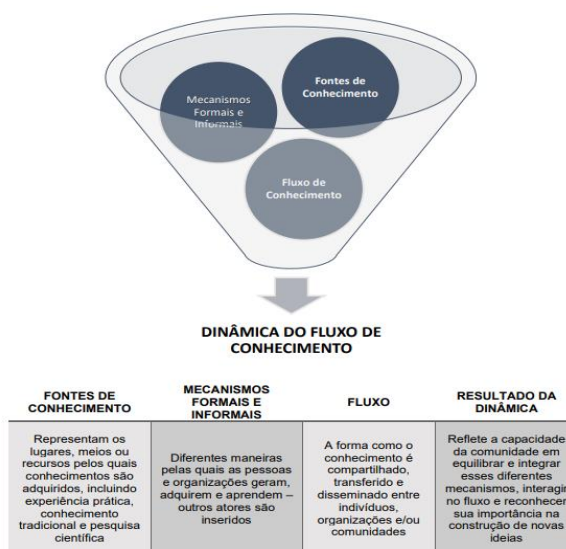 Fontes de
Conhecimento
Mecanismos
Formais e
Informais
Fluxo de
Conhecimento
DINÂMICA DO FLUXO DE
CONHECIMENTO
FONTES DE
CONHECIMENTO
Representam os
lugares, meios ou
recursos pelos quais
conhecimentos são
adquiridos, incluindo
experiência prática,
conhecimento
tradicional e pesquisa
científica
MECANISMOS
FORMAIS E
INFORMAIS
Diferentes maneiras
pelas quais as pessoas
e organizações geram,
adquirem e aprendem –
outros atores são
inseridos
FLUXO
A forma como o
conhecimento é
compartilhado,
transferido e
disseminado entre
indivíduos,
organizações e/ou
comunidades
RESULTADO DA
DINÂMICA
Reflete a capacidade
da comunidade em
equilibrar e integrar
esses diferentes
mecanismos, interagir
no fluxo e reconhecer
sua importância na
construção de novas
ideias